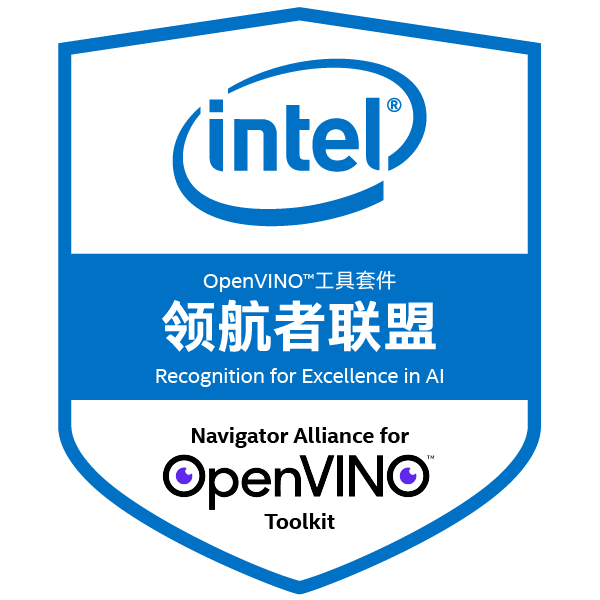 intel®
OpenVINO™工具套件
领航者联盟
Recognition for Excellence in AI
Navigator Alliance for
OpenVINO™
Toolkit